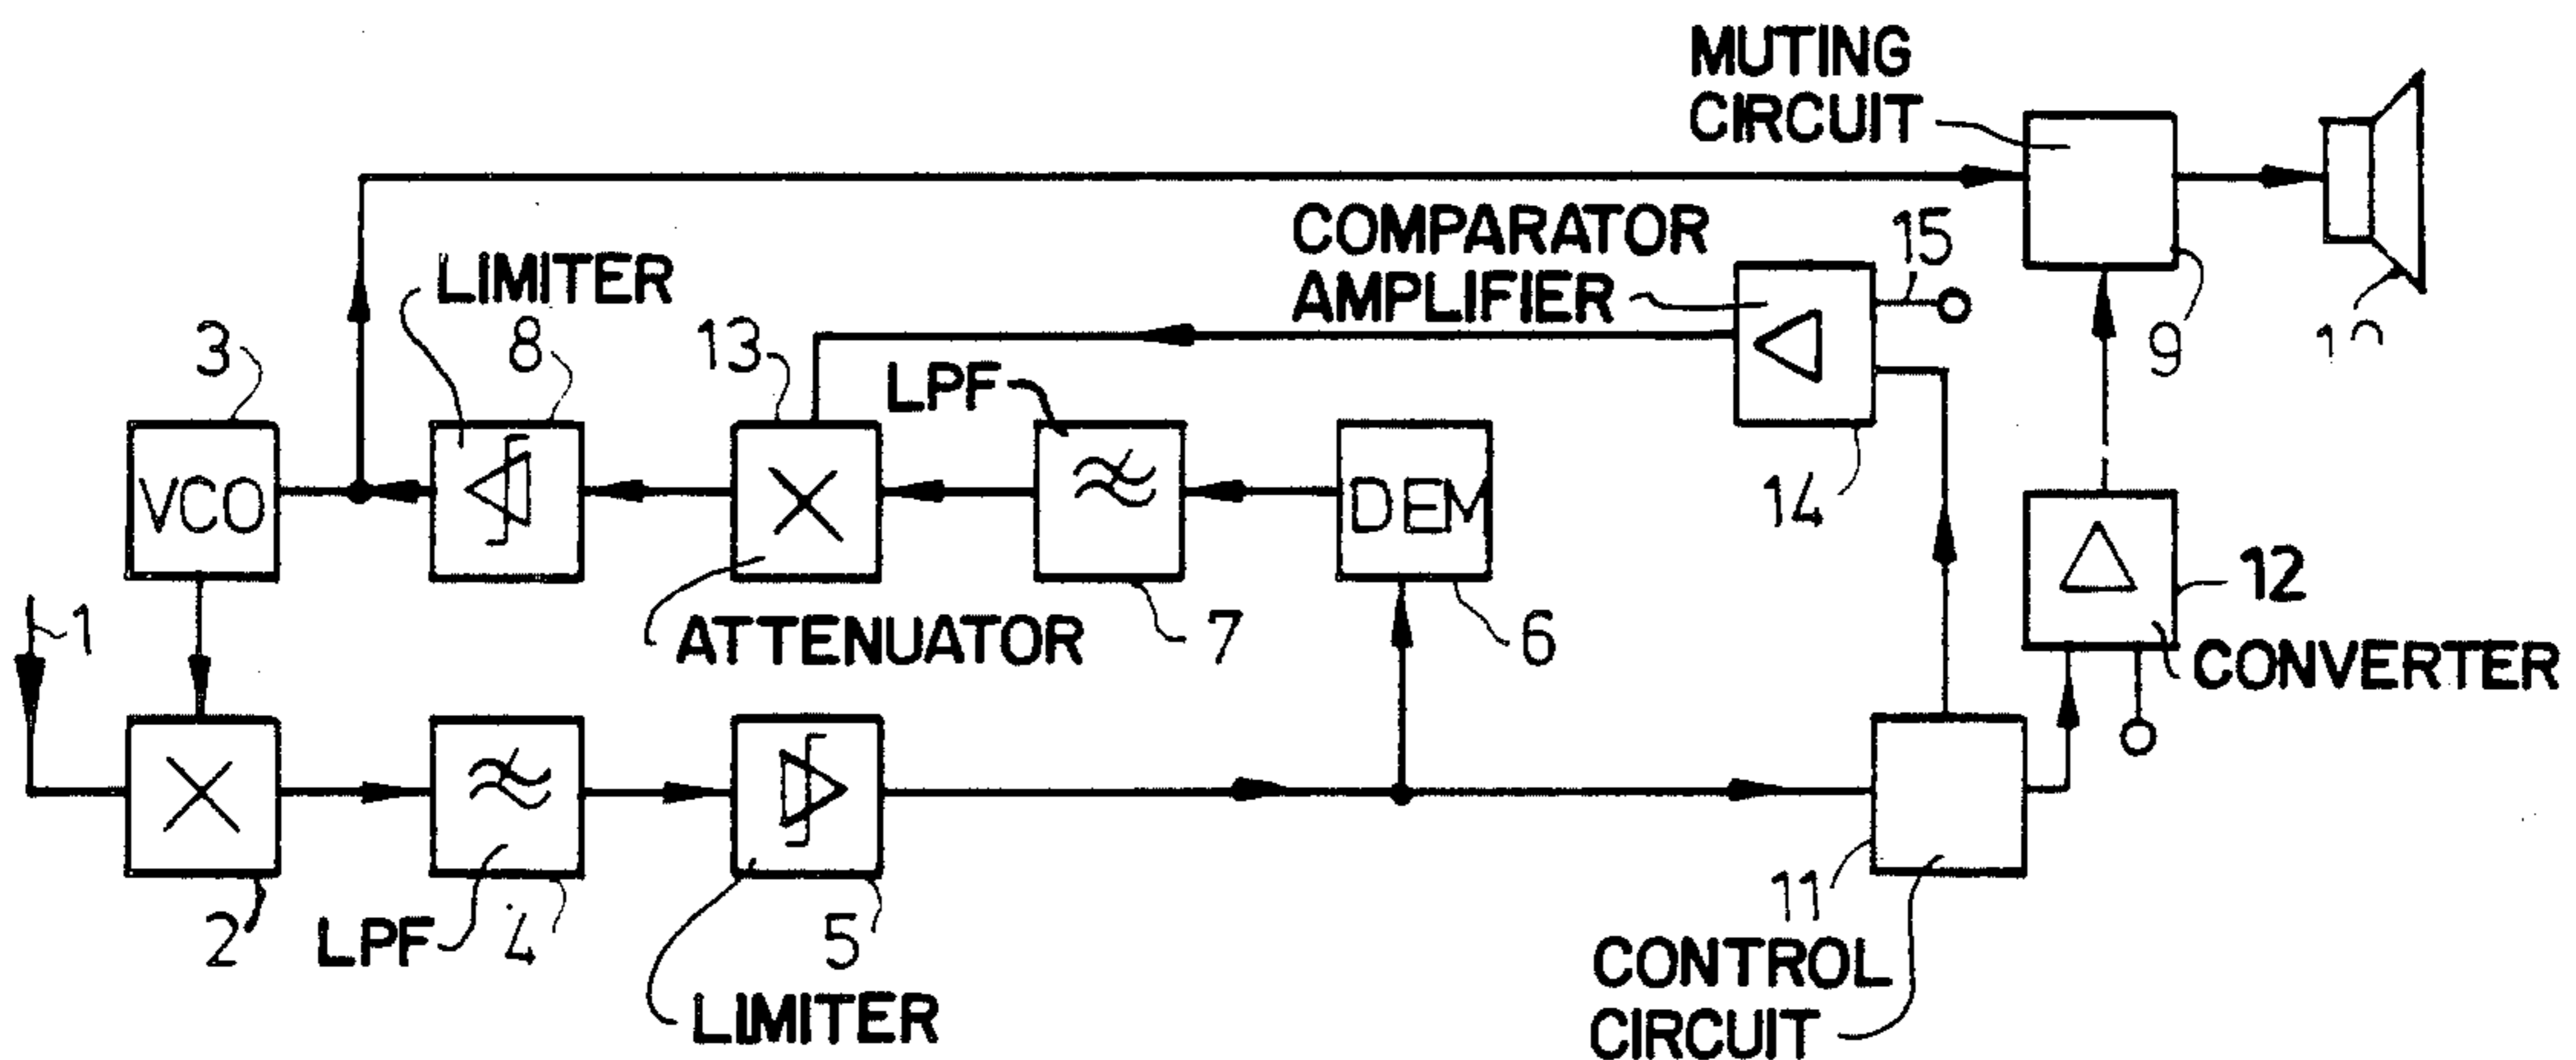 MUTING
CIRCUIT
COMPARATOR
AMPLIFIER
15
9
LIMITER
3
8
13
LPF
14
VCO
DEM
1
ATTENUATOR
7
6
12
CONVERTER
2
LPF
4
5
LIMITER
11
CONTROL
CIRCUIT